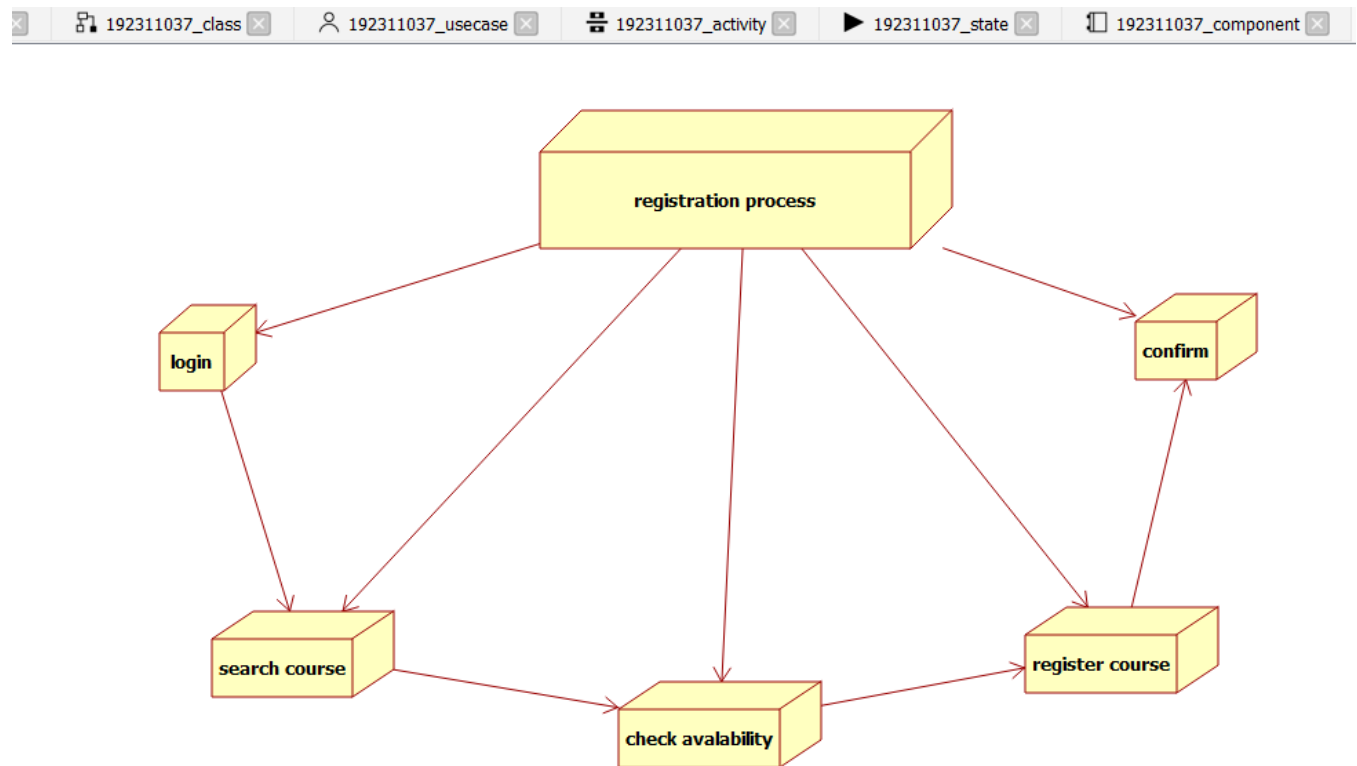 192311037_class 192311037_usecase 192311037_activity 192311037_state 192311037_component
registration process
login
confirm
search course
register course
check avalability